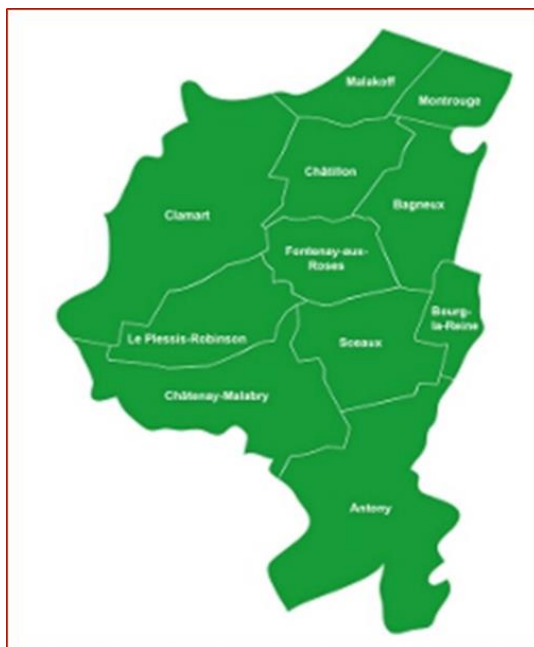 Malakoff
Montrouge
Châtillon
Bagneux
Clamart
Fontenay-aux-
Roses
Bourg-
la-Reine
Le Plessis-Robinson
Sceaux
Châtenay-Malabry
Antony